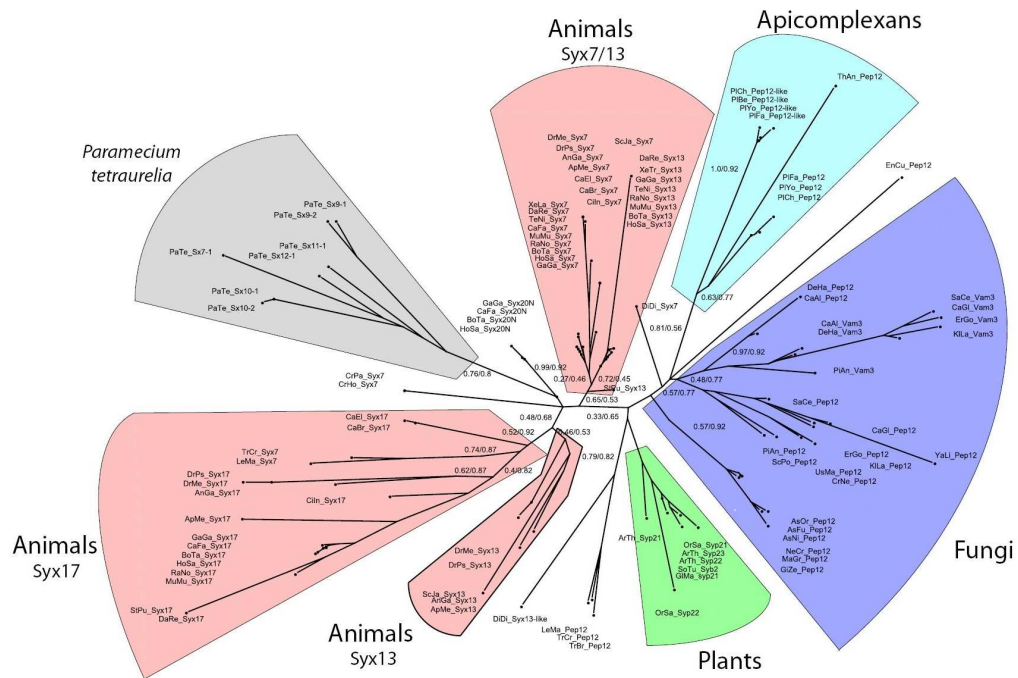 Apicomplexans
Animals
Syx7/13
ThAn_Pep12
PlCh_Pep12-like
PlBe_Pep12-like
PlYo_Pep12-like
PlFa_Pep12-like
1.0/0.92
PlFa_Pep12
PlYo_Pep12
PlCh_Pep12
0.63/0.77
EnCu_Pep12
Paramecium
tetraurelia
PaTe_Sx9-1
PaTe_Sx9-2
PaTe_Sx11-1
PaTe_Sx7-1
PaTe_Sx12-1
PaTe_Sx10-1
PaTe_Sx10-2
0.76/0.8
DrMe_Syx7
ScJa_Syx7
DrPs_Syx7
AnGa_Syx7
ApMe_Syx7
CaEl_Syx7
CaBr_Syx7
CiIn_Syx7
DaRe_Syx13
XeTr_Syx13
GaGa_Syx13
TeNi_Syx13
RaNo_Syx13
MuMu_Syx13
BoTa_Syx13
HoSa_Syx13
XeLa_Syx7
DaRe_Syx7
TeNi_Syx7
CaFa_Syx7
MuMu_Syx7
RaNo_Syx7
BoTa_Syx7
HoSa_Syx7
GaGa_Syx7
GaGa_Syx20N
CaFa_Syx20N
BoTa_Syx20N
HoSa_Syx20N
0.99/0.92
0.27/0.46
0.72/0.45
StPu_Syx13
0.65/0.53
DiDi_Syx7
0.81/0.56
DeHa_Pep12
CaAl_Pep12
SaCe_Vam3
CaGl_Vam3
ErGo_Vam3
KlLa_Vam3
CaAl_Vam3
DeHa_Vam3
0.97/0.92
PiAn_Vam3
0.48/0.77
0.57/0.77
SaCe_Pep12
0.57/0.92
CaGl_Pep12
YaLi_Pep12
PiAn_Pep12
ErGo_Pep12
ScPo_Pep12
KlLa_Pep12
UsMa_Pep12
CrNe_Pep12
AsOr_Pep12
AsFu_Pep12
AsNi_Pep12
NeCr_Pep12
MaGr_Pep12
GiZe_Pep12
Fungi
CrPa_Syx7
CrHo_Syx7
0.48/0.68
0.33/0.65
0.52/0.92
0.46/0.53
0.79/0.82
CaEl_Syx17
CaBr_Syx17
TrCr_Syx7
LeMa_Syx7
0.74/0.87
0.62/0.87
0.4/0.82
DrPs_Syx17
DrMe_Syx17
AnGa_Syx17
CiIn_Syx17
ApMe_Syx17
GaGa_Syx17
CaFa_Syx17
BoTa_Syx17
HoSa_Syx17
RaNo_Syx17
MuMu_Syx17
StPu_Syx17
DaRe_Syx17
Animals
Syx17
DrMe_Syx13
DrPs_Syx13
ScJa_Syx13
AnGa_Syx13
ApMe_Syx13
Animals
Syx13
DiDi_Syx13-like
LeMa_Pep12
TrCr_Pep12
TrBr_Pep12
ArTh_Syp21
OrSa_Syp21
ArTh_Syp23
ArTh_Syp22
SoTu_Syb2
GlMa_syp21
OrSa_Syp22
Plants